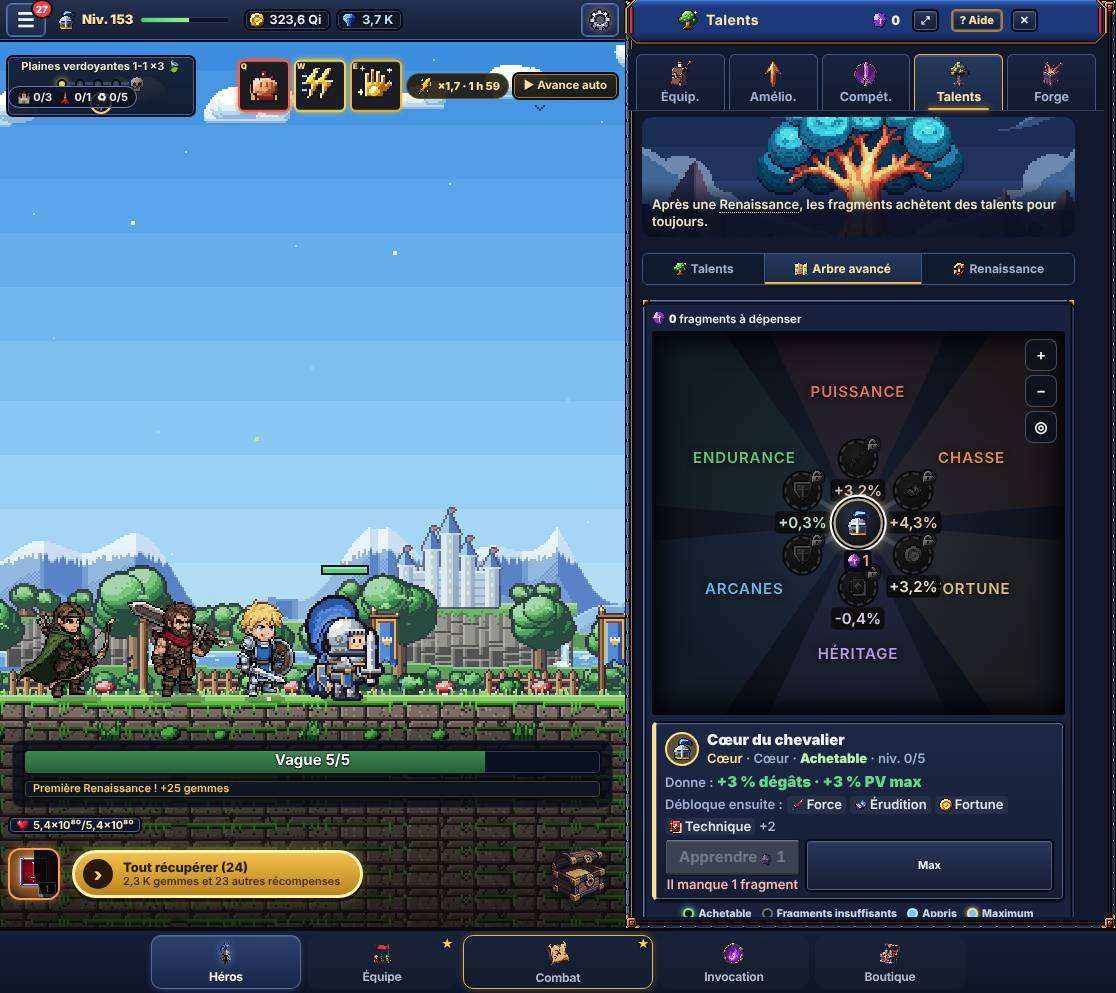 27
Niv. 153
323,6 Qi
3,7 K
Plaines verdoyantes 1-1 ×3
0/3
0/1
0/5
Q
W
E
×1,7 · 1 h 59
Avance auto
Vague 5/5
Première Renaissance ! +25 gemmes
5,4×10⁸⁰/5,4×10⁸⁰
1
Tout récupérer (24)
2,3 K gemmes et 23 autres récompenses
Talents
0
? Aide
Équip.
Amélio.
Compét.
Talents
Forge
Après une Renaissance, les fragments achètent des talents pour
toujours.
Talents
Arbre avancé
Renaissance
0 fragments à dépenser
+
−
PUISSANCE
ENDURANCE
CHASSE
+3,2%
+0,3%
+4,3%
1
ARCANES
+3,2%
ORTUNE
-0,4%
HÉRITAGE
Cœur du chevalier
Cœur · Cœur · Achetable · niv. 0/5
Donne : +3 % dégâts · +3 % PV max
Débloque ensuite : Force Érudition Fortune
Technique +2
Apprendre 1
Max
Il manque 1 fragment
Achetable Fragments insuffisants Appris Maximum
Héros
Équipe
Combat
Invocation
Boutique